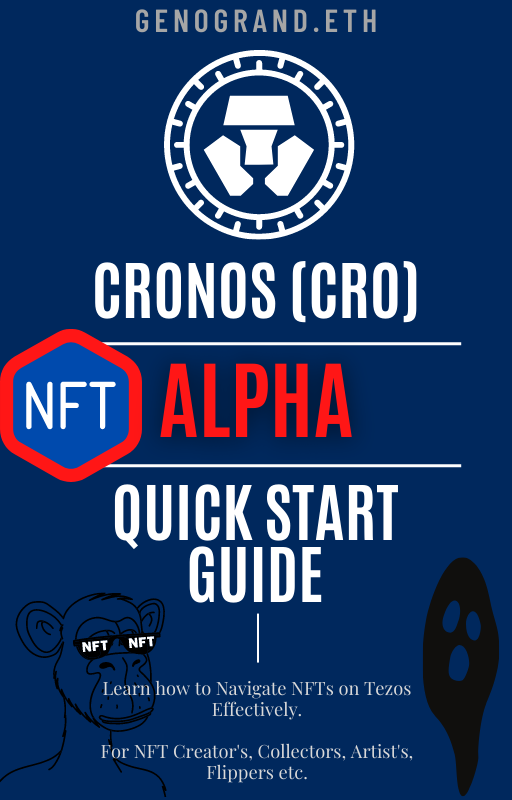 GENOGRAND.ETH
CRONOS (CRO)
NFT
ALPHA
QUICK START
GUIDE
NFT NFT
Learn how to Navigate NFTs on Tezos
Effectively.
For NFT Creator's, Collectors, Artist's,
Flippers etc.